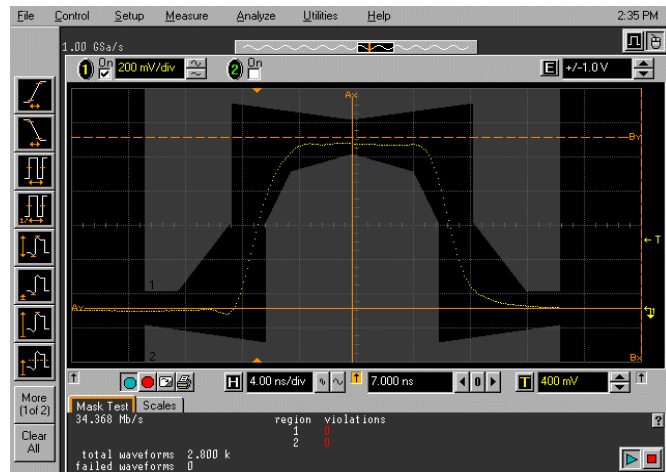 File Control Setup Measure Analyze Utilities Help 2:35 PM
1.00 GSa/s
1 On 200 mV/div 2 On E +/-1.0 V
Ax
By
T
1
Ay
2
Bx
More
(1of 2)
Clear
All
H 4.00 ns/div 7.000 ns 0 T 400 mV
Mask Test Scales
34.368 Mb/s region violations ?
1 0
2 0
total waveforms 2.800 k
failed waveforms 0